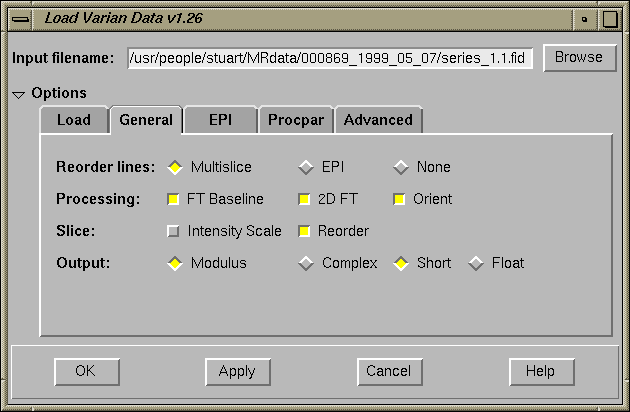 Load Varian Data v1.26
Input filename: /usr/people/stuart/MRdata/000869_1999_05_07/series_1.1.fid Browse
Options
Load General EPI Procpar Advanced
Reorder lines: Multislice EPI None
Processing: FT Baseline 2D FT Orient
Slice: Intensity Scale Reorder
Output: Modulus Complex Short Float
OK Apply Cancel Help